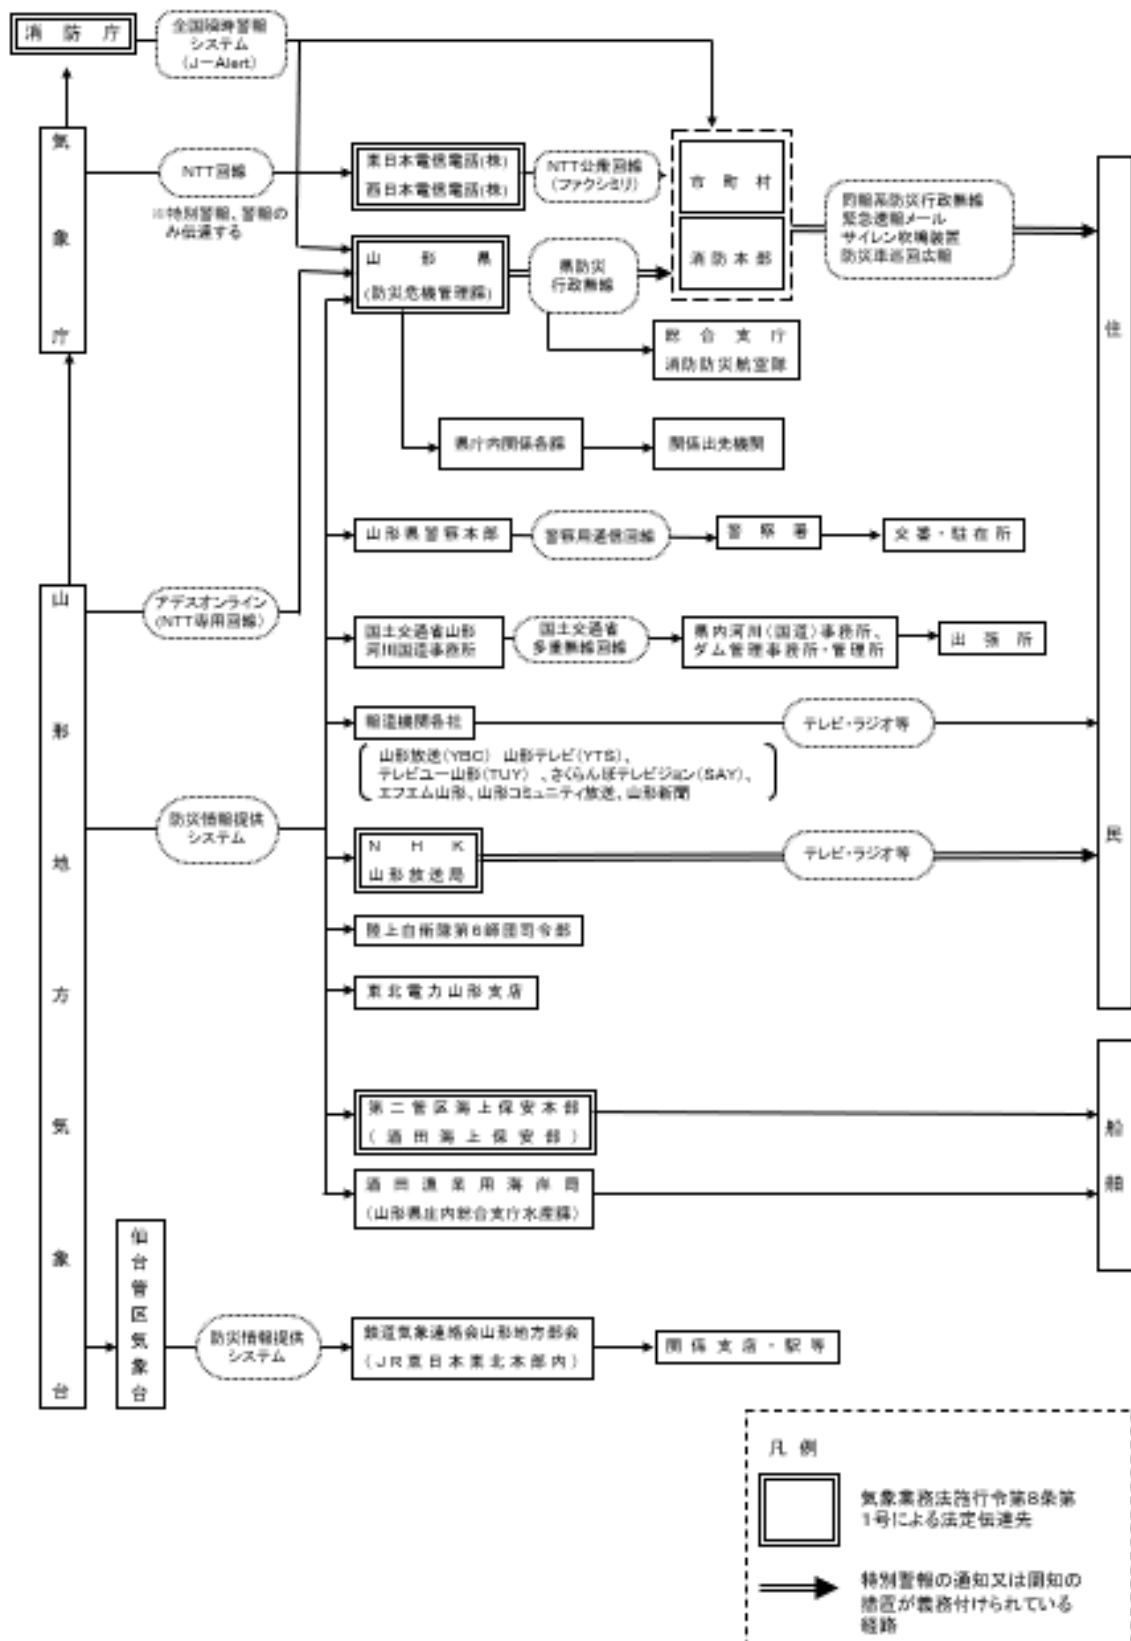 消防庁
全国瞬時警報
システム
(J-Alert)
気象庁
NTT回線
※特別警報、警報の
み伝達する
東日本電信電話(株)
西日本電信電話(株)
NTT公衆回線
(ファクシミリ)
市町村
消防本部
同報系防災行政無線
緊急速報メール
サイレン吹鳴装置
防災車巡回広報
住民
山形県
(防災危機管理課)
県防災
行政無線
総合支庁
消防防災航空隊
県庁内関係各課
関係出先機関
山形県警察本部
警察用通信回線
警察署
交番・駐在所
山形地方気象台
アデスオンライン
(NTT専用回線)
国土交通省山形
河川国道事務所
国土交通省
多重無線回線
県内河川(国道)事務所、
ダム管理事務所・管理所
出張所
報道機関各社
テレビ・ラジオ等
山形放送(YBC) 山形テレビ(YTS)、
テレビユー山形(TUY) 、さくらんぼテレビジョン(SAY)、
エフエム山形、山形コミュニティ放送、山形新聞
防災情報提供
システム
NHK
山形放送局
テレビ・ラジオ等
陸上自衛隊第6師団司令部
東北電力山形支店
第二管区海上保安本部
(酒田海上保安部)
船舶
酒田漁業用海岸局
(山形県庄内総合支庁水産課)
仙台管区気象台
防災情報提供
システム
鉄道気象連絡会山形地方部会
(JR東日本東北本部内)
関係支店・駅等
凡例
気象業務法施行令第8条第
1号による法定伝達先
特別警報の通知又は周知の
措置が義務付けられている
経路